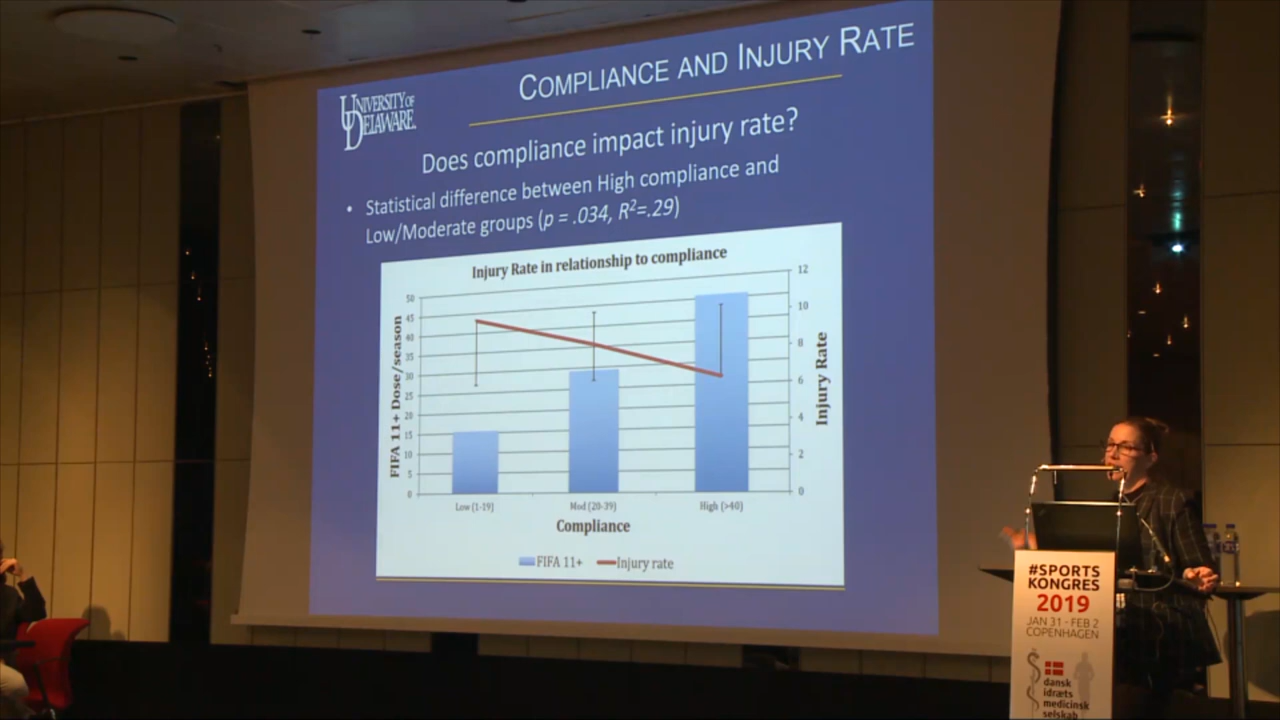 UNIVERSITY OF
DELAWARE.
COMPLIANCE AND INJURY RATE
Does compliance impact injury rate?
• Statistical difference between High compliance and
Low/Moderate groups (p = .034, R²=.29)
Injury Rate in relationship to compliance
FIFA 11+ Dose/season
50
45
40
35
30
25
20
15
10
5
0
12
10
8
6
4
2
0
Injury Rate
Low (1-19)
Mod (20-39)
High (>40)
Compliance
FIFA 11+
Injury rate
#SPORTS
KONGRES
2019
JAN 31 - FEB 2
COPENHAGEN
dansk
idræts
medicinsk
selskab